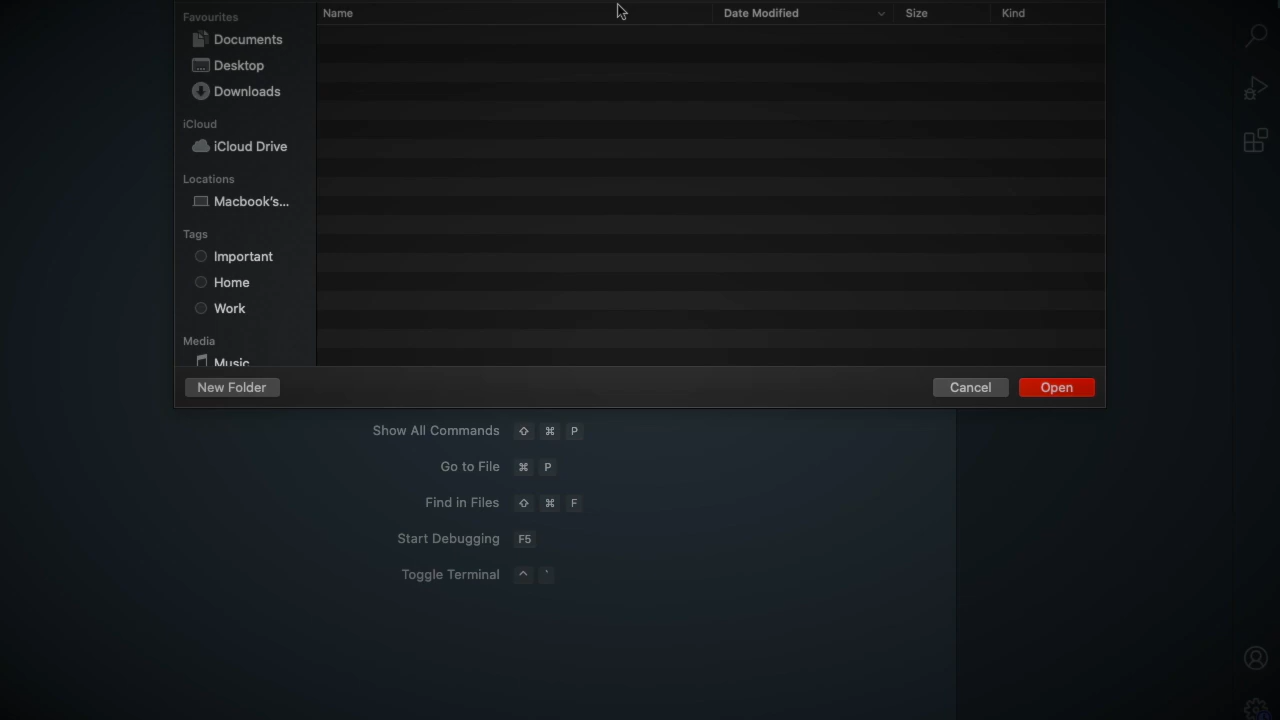 Favourites
Name Date Modified Size Kind
Documents
Desktop
Downloads
iCloud
iCloud Drive
Locations
Macbook's...
Tags
Important
Home
Work
Media
Music
New Folder Cancel Open
Show All Commands ⇧ ⌘ P
Go to File ⌘ P
Find in Files ⇧ ⌘ F
Start Debugging F5
Toggle Terminal ^ `